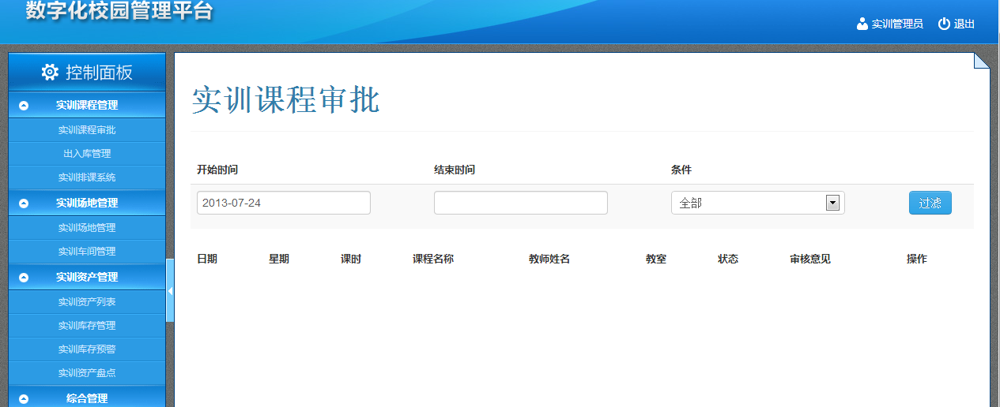 数字化校园管理平台
实训管理员 退出
控制面板
实训课程管理
实训课程审批
出入库管理
实训排课系统
实训场地管理
实训场地管理
实训车间管理
实训资产管理
实训资产列表
实训库存管理
实训库存预警
实训资产盘点
综合管理
实训课程审批
开始时间 结束时间 条件
2013-07-24 全部 过滤
日期 星期 课时 课程名称 教师姓名 教室 状态 审核意见 操作